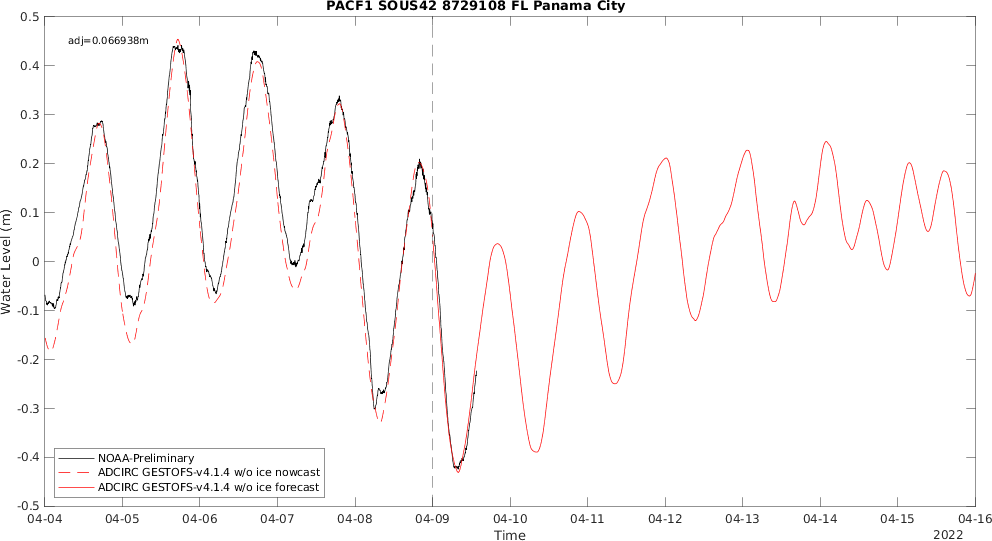 PACF1 SOUS42 8729108 FL Panama City
adj=0.066938m
0.5
0.4
0.3
0.2
0.1
0
-0.1
-0.2
-0.3
-0.4
-0.5
Water Level (m)
NOAA-Preliminary
ADCIRC GESTOFS-v4.1.4 w/o ice nowcast
ADCIRC GESTOFS-v4.1.4 w/o ice forecast
04-04 04-05 04-06 04-07 04-08 04-09 04-10 04-11 04-12 04-13 04-14 04-15 04-16
Time
2022